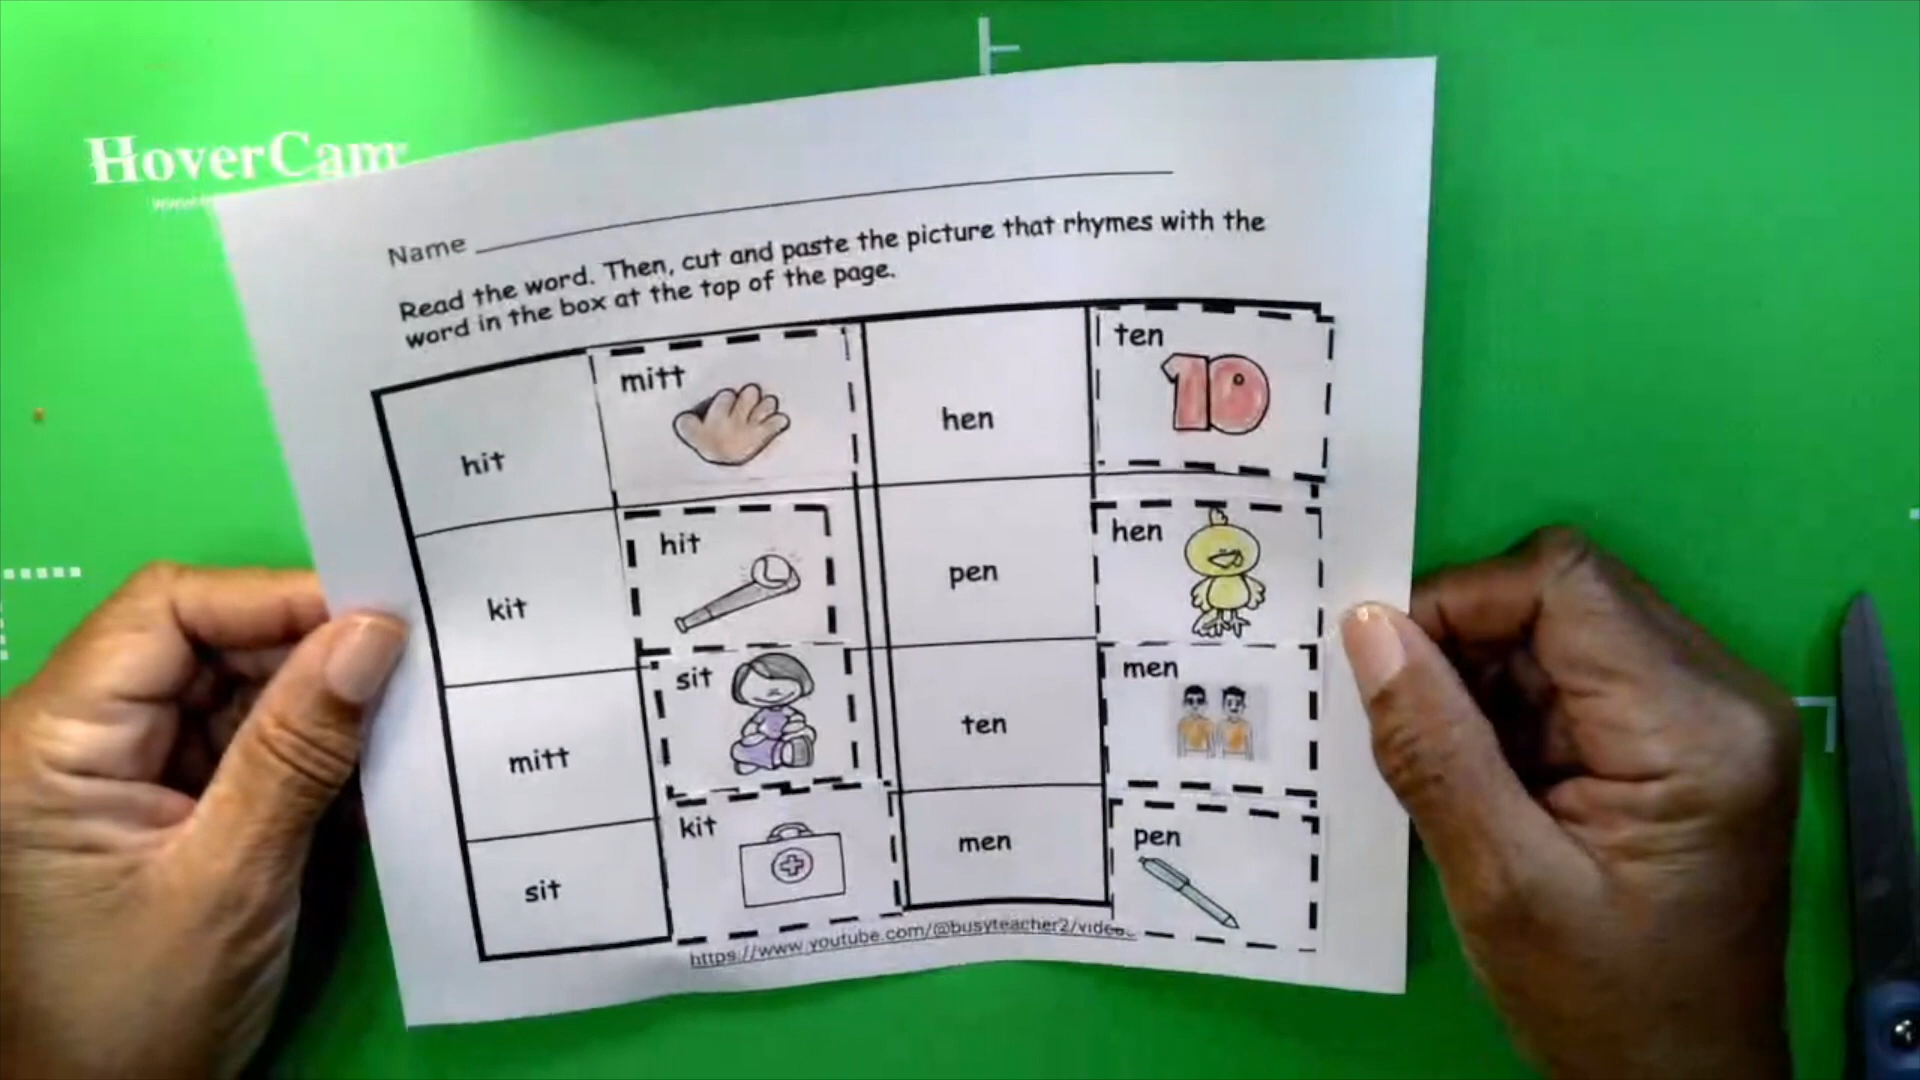 HoverCam
Name
Read the word. Then, cut and paste the picture that rhymes with the
word in the box at the top of the page.
hit mitt hen ten
10
kit hit pen hen
mitt sit ten men
sit kit men pen
https://www.youtube.com/@busyteacher2/videos